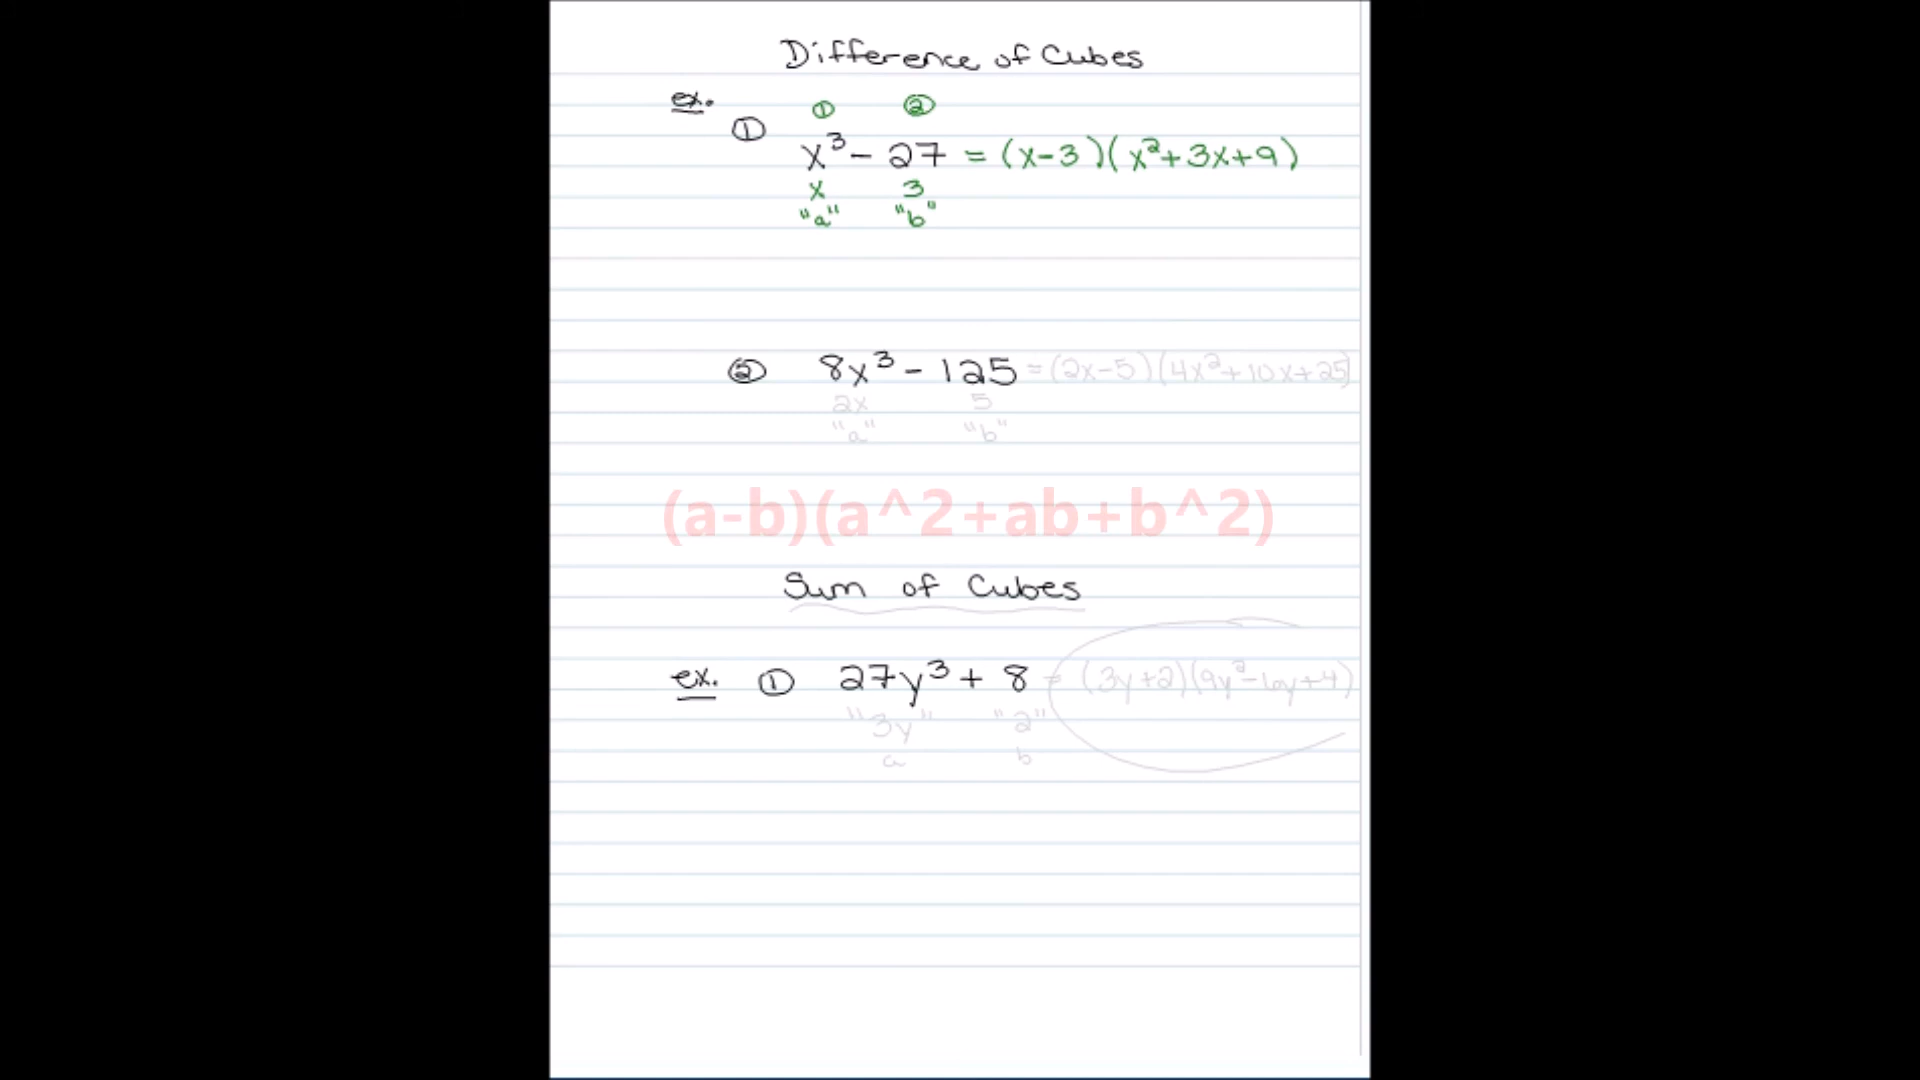 Difference of Cubes
ex.
① ②
① x³ - 27 = (x-3)(x²+3x+9)
x 3
"a" "b"
② 8x³ - 125 = (2x-5)(4x²+10x+25)
2x 5
"a" "b"
(a-b)(a^2+ab+b^2)
Sum of Cubes
ex. ① 27y³ + 8 = (3y+2)(9y²-6y+4)
"3y" "2"
a b